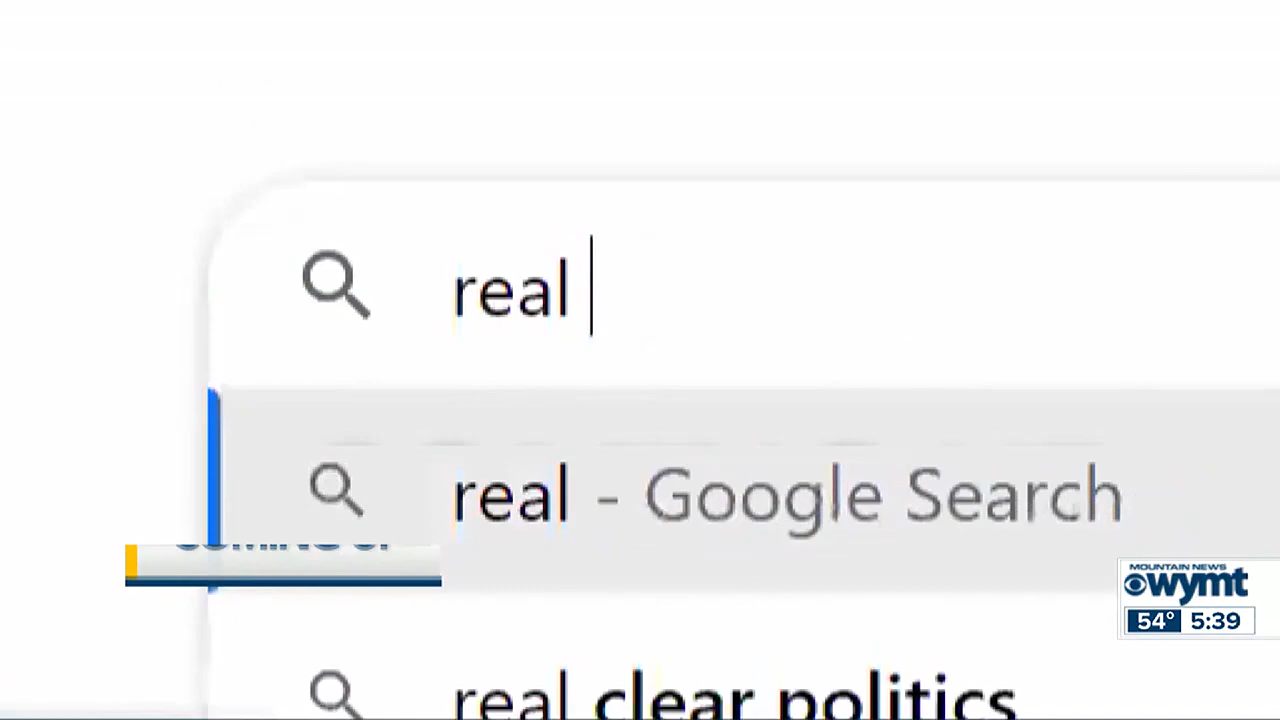 real
real - Google Search
real clear politics
MOUNTAIN NEWS
wymt
54° 5:39